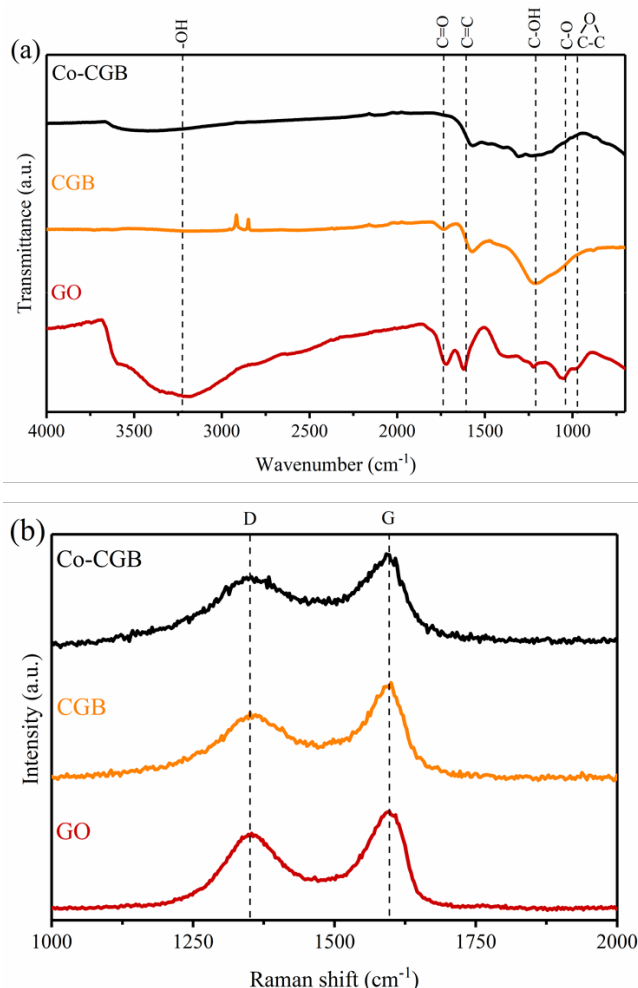 -OH
C=O
C=C
C-OH
C-O
O
C-C
(a)
Co-CGB
CGB
GO
Transmittance (a.u.)
4000 3500 3000 2500 2000 1500 1000
Wavenumber (cm⁻¹)
(b)
D G
Co-CGB
CGB
GO
Intensity (a.u.)
1000 1250 1500 1750 2000
Raman shift (cm⁻¹)